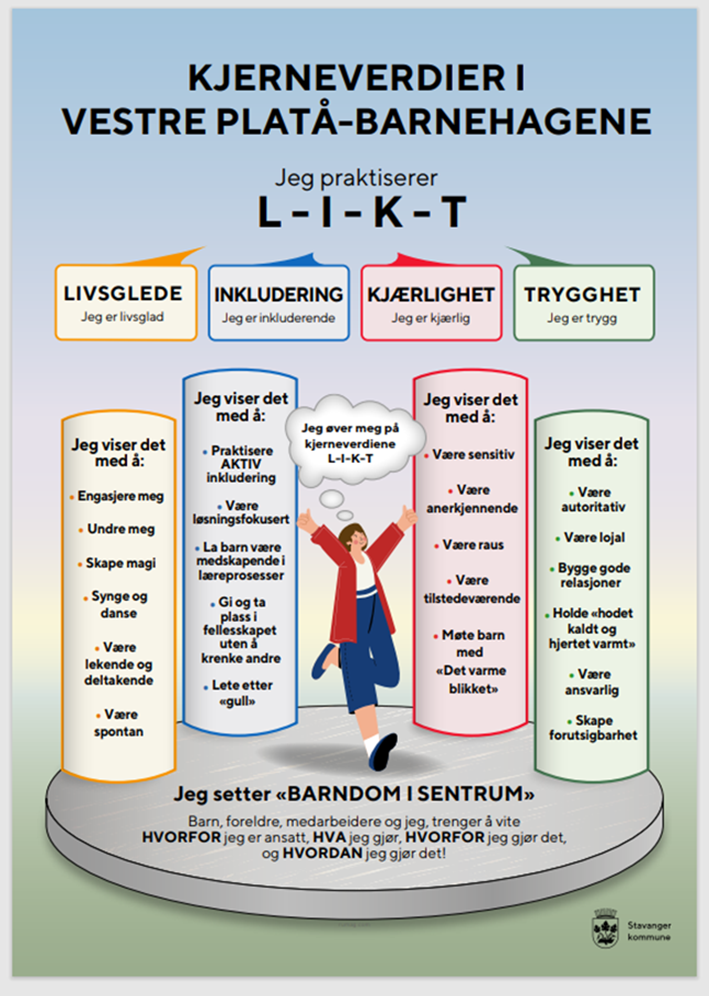 KJERNEVERDIER I
VESTRE PLATÅ-BARNEHAGENE
Jeg praktiserer
L - I - K - T
LIVSGLEDE
Jeg er livsglad
INKLUDERING
Jeg er inkluderende
KJÆRLIGHET
Jeg er kjærlig
TRYGGHET
Jeg er trygg
Jeg viser det
med å:
• Engasjere meg
• Undre meg
• Skape magi
• Synge og
danse
• Være
lekende og
deltakende
• Være
spontan
Jeg viser det
med å:
• Praktisere
AKTIV
inkludering
• Være
løsningsfokusert
• La barn være
medskapende i
læreprosesser
• Gi og ta
plass i
fellesskapet
uten å
krenke andre
• Lete etter
«gull»
Jeg øver meg på
kjerneverdiene
L-I-K-T
Jeg viser det
med å:
• Være sensitiv
• Være
anerkjennende
• Være raus
• Være
tilstedeværende
• Møte barn
med
«Det varme
blikket»
Jeg viser det
med å:
• Være
autoritativ
• Være lojal
• Bygge gode
relasjoner
• Holde «hodet
kaldt og
hjertet varmt»
• Være
ansvarlig
• Skape
forutsigbarhet
Jeg setter «BARNDOM I SENTRUM»
Barn, foreldre, medarbeidere og jeg, trenger å vite
HVORFOR jeg er ansatt, HVA jeg gjør, HVORFOR jeg gjør det,
og HVORDAN jeg gjør det!
Stavanger
kommune